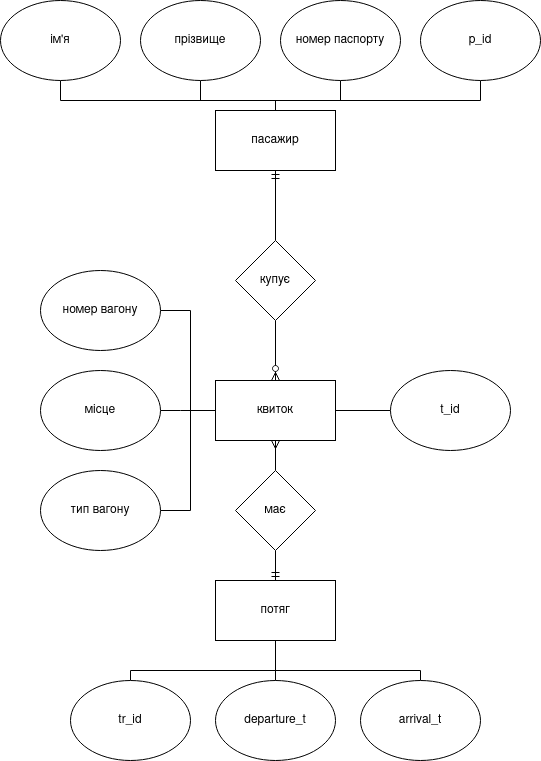 ім'я
прізвище
номер паспорту
p_id
пасажир
купує
номер вагону
місце
квиток
t_id
тип вагону
має
потяг
tr_id
departure_t
arrival_t